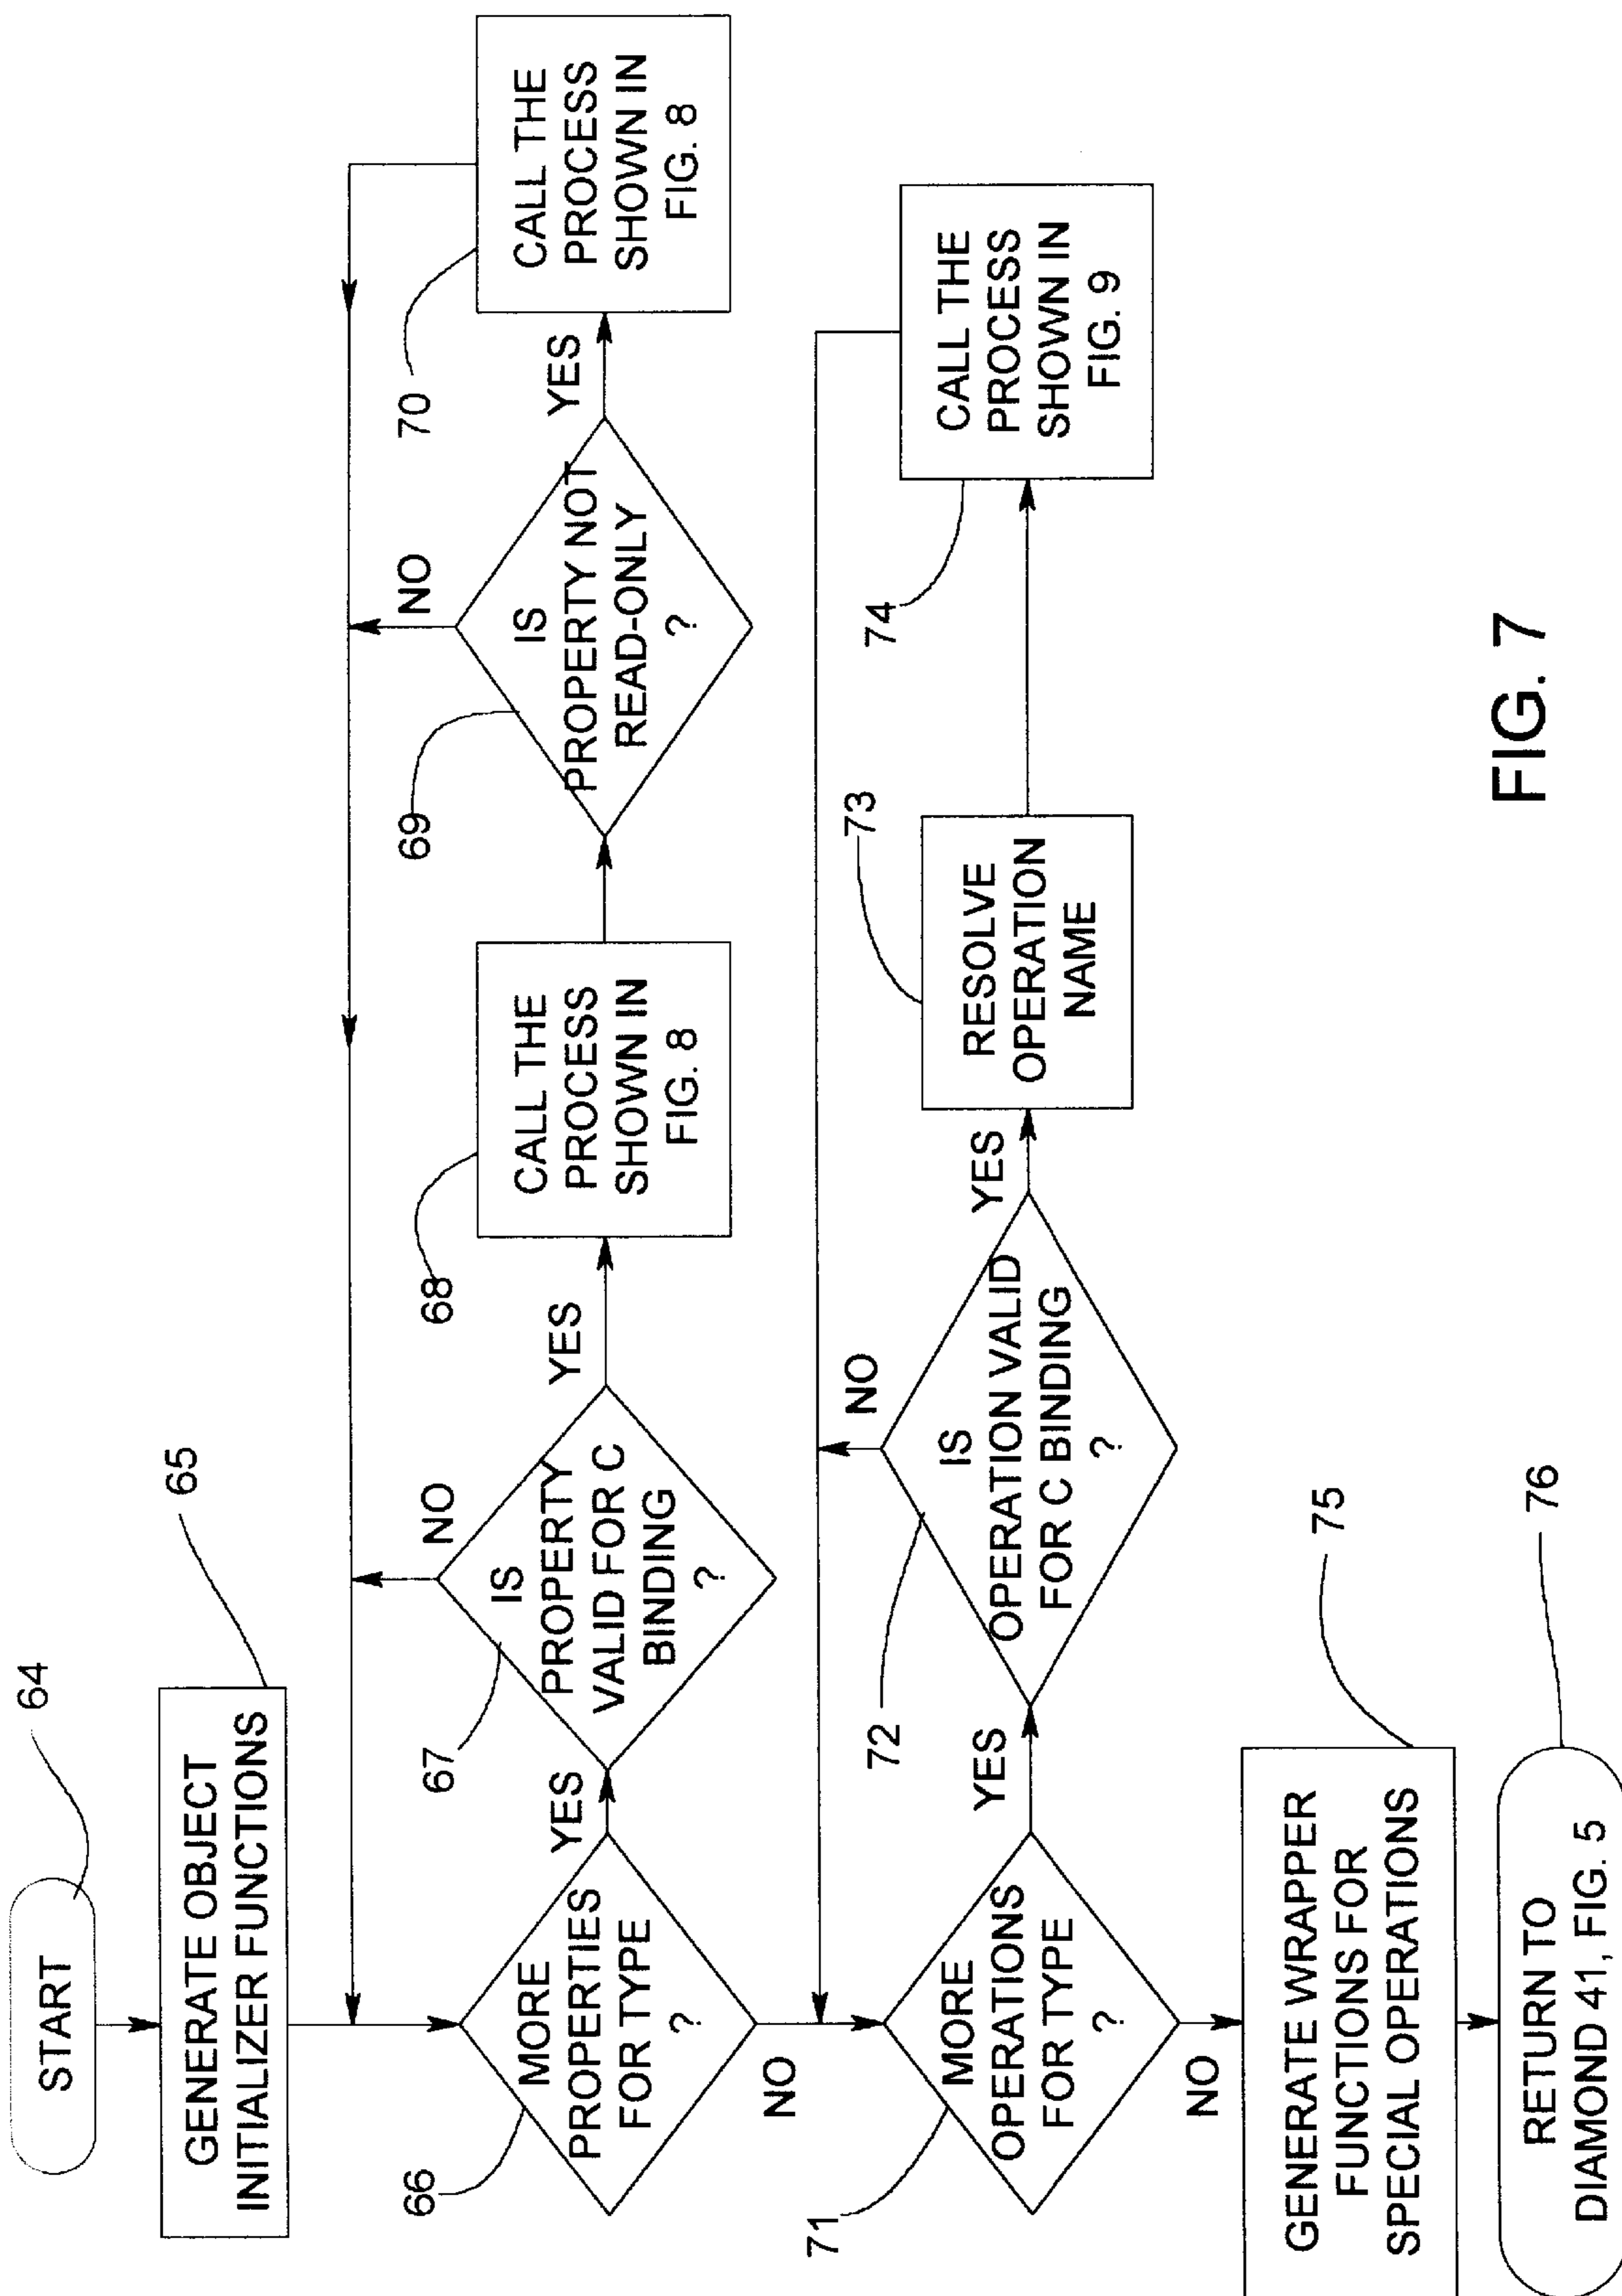 START
64
GENERATE OBJECT
INITIALIZER FUNCTIONS
65
66
MORE
PROPERTIES
FOR TYPE
?
YES
NO
67
IS
PROPERTY
VALID FOR C
BINDING
?
NO
YES
68
CALL THE
PROCESS
SHOWN IN
FIG. 8
69
IS
PROPERTY NOT
READ-ONLY
?
NO
YES
70
CALL THE
PROCESS
SHOWN IN
FIG. 8
71
MORE
OPERATIONS
FOR TYPE
?
YES
NO
72
IS
OPERATION VALID
FOR C BINDING
?
NO
YES
73
RESOLVE
OPERATION
NAME
74
CALL THE
PROCESS
SHOWN IN
FIG. 9
GENERATE WRAPPER
FUNCTIONS FOR
SPECIAL OPERATIONS
75
RETURN TO
DIAMOND 41, FIG. 5
76
FIG. 7